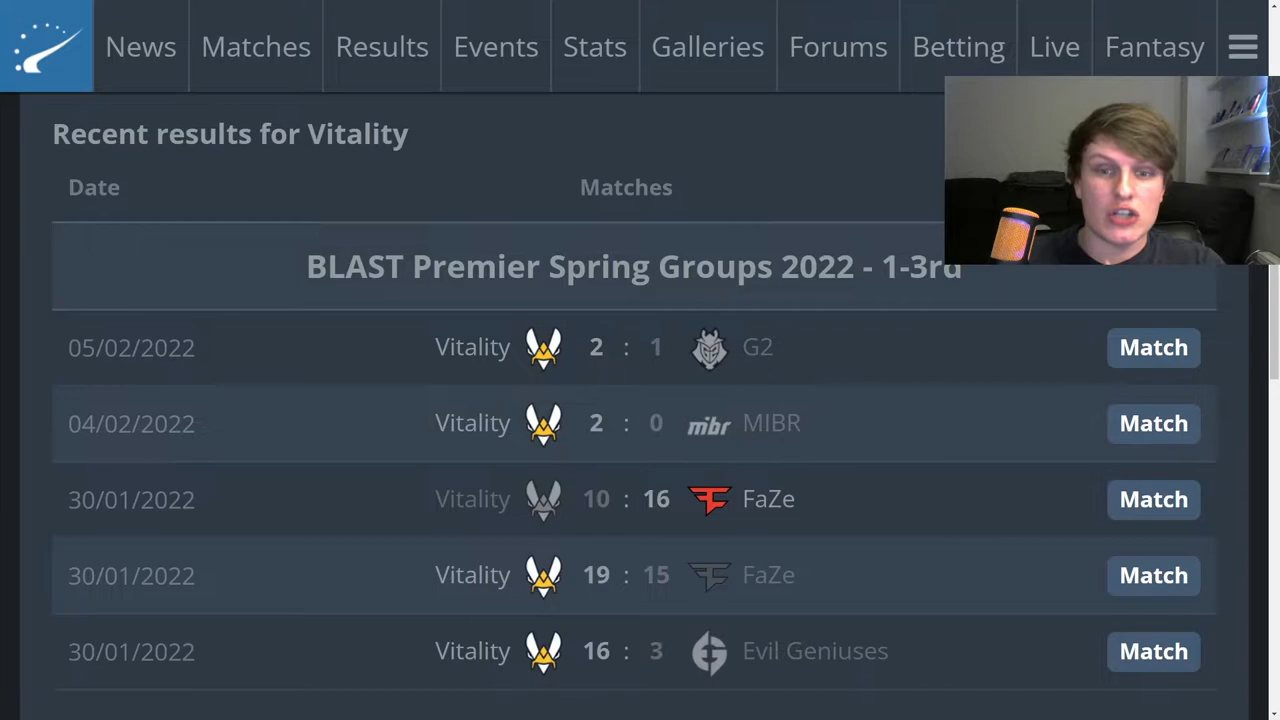 News Matches Results Events Stats Galleries Forums Betting Live Fantasy
Recent results for Vitality
Date Matches
BLAST Premier Spring Groups 2022 - 1-3rd
05/02/2022 Vitality 2 : 1 G2 Match
04/02/2022 Vitality 2 : 0 mibr MIBR Match
30/01/2022 Vitality 10 : 16 FaZe Match
30/01/2022 Vitality 19 : 15 FaZe Match
30/01/2022 Vitality 16 : 3 Evil Geniuses Match